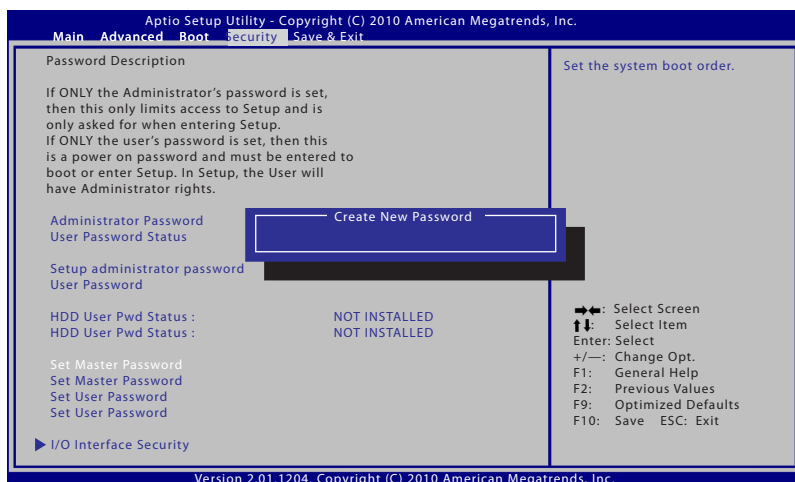 Aptio Setup Utility - Copyright (C) 2010 American Megatrends, Inc.
Main Advanced Boot Security Save & Exit
Password Description
If ONLY the Administrator's password is set,
then this only limits access to Setup and is
only asked for when entering Setup.
If ONLY the user's password is set, then this
is a power on password and must be entered to
boot or enter Setup. In Setup, the User will
have Administrator rights.
Administrator Password
User Password Status
Create New Password
Setup administrator password
User Password
HDD User Pwd Status : NOT INSTALLED
HDD User Pwd Status : NOT INSTALLED
Set Master Password
Set Master Password
Set User Password
Set User Password
I/O Interface Security
Set the system boot order.
→←: Select Screen
↑↓: Select Item
Enter: Select
+/—: Change Opt.
F1: General Help
F2: Previous Values
F9: Optimized Defaults
F10: Save ESC: Exit
Version 2.01.1204. Copyright (C) 2010 American Megatrends, Inc.